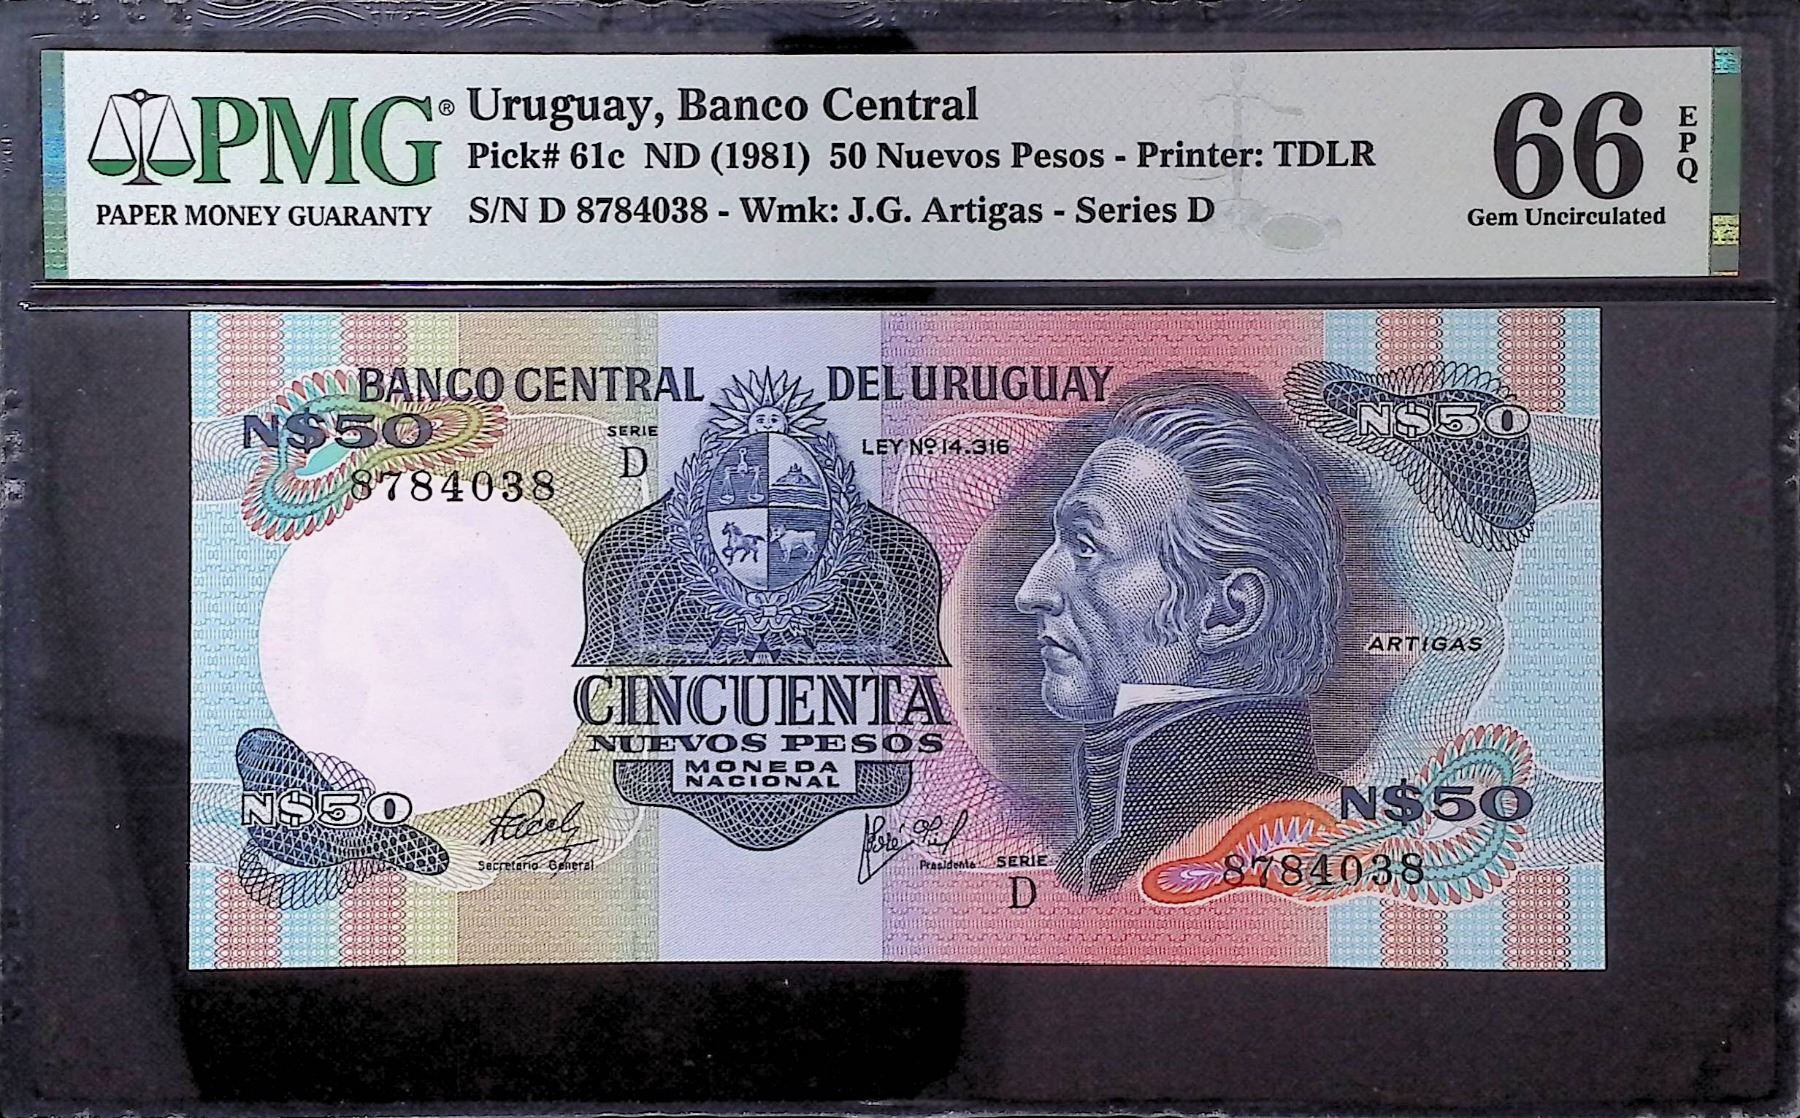 PMG®
PAPER MONEY GUARANTY
Uruguay, Banco Central
Pick# 61c ND (1981) 50 Nuevos Pesos - Printer: TDLR
S/N D 8784038 - Wmk: J.G. Artigas - Series D
66
EPQ
Gem Uncirculated
BANCO CENTRAL DEL URUGUAY
N$50
8784038
SERIE
D
LEY Nº 14.316
N$50
ARTIGAS
CINCUENTA
NUEVOS PESOS
MONEDA
NACIONAL
N$50
Secretario General
Presidente
SERIE
D
N$50
8784038